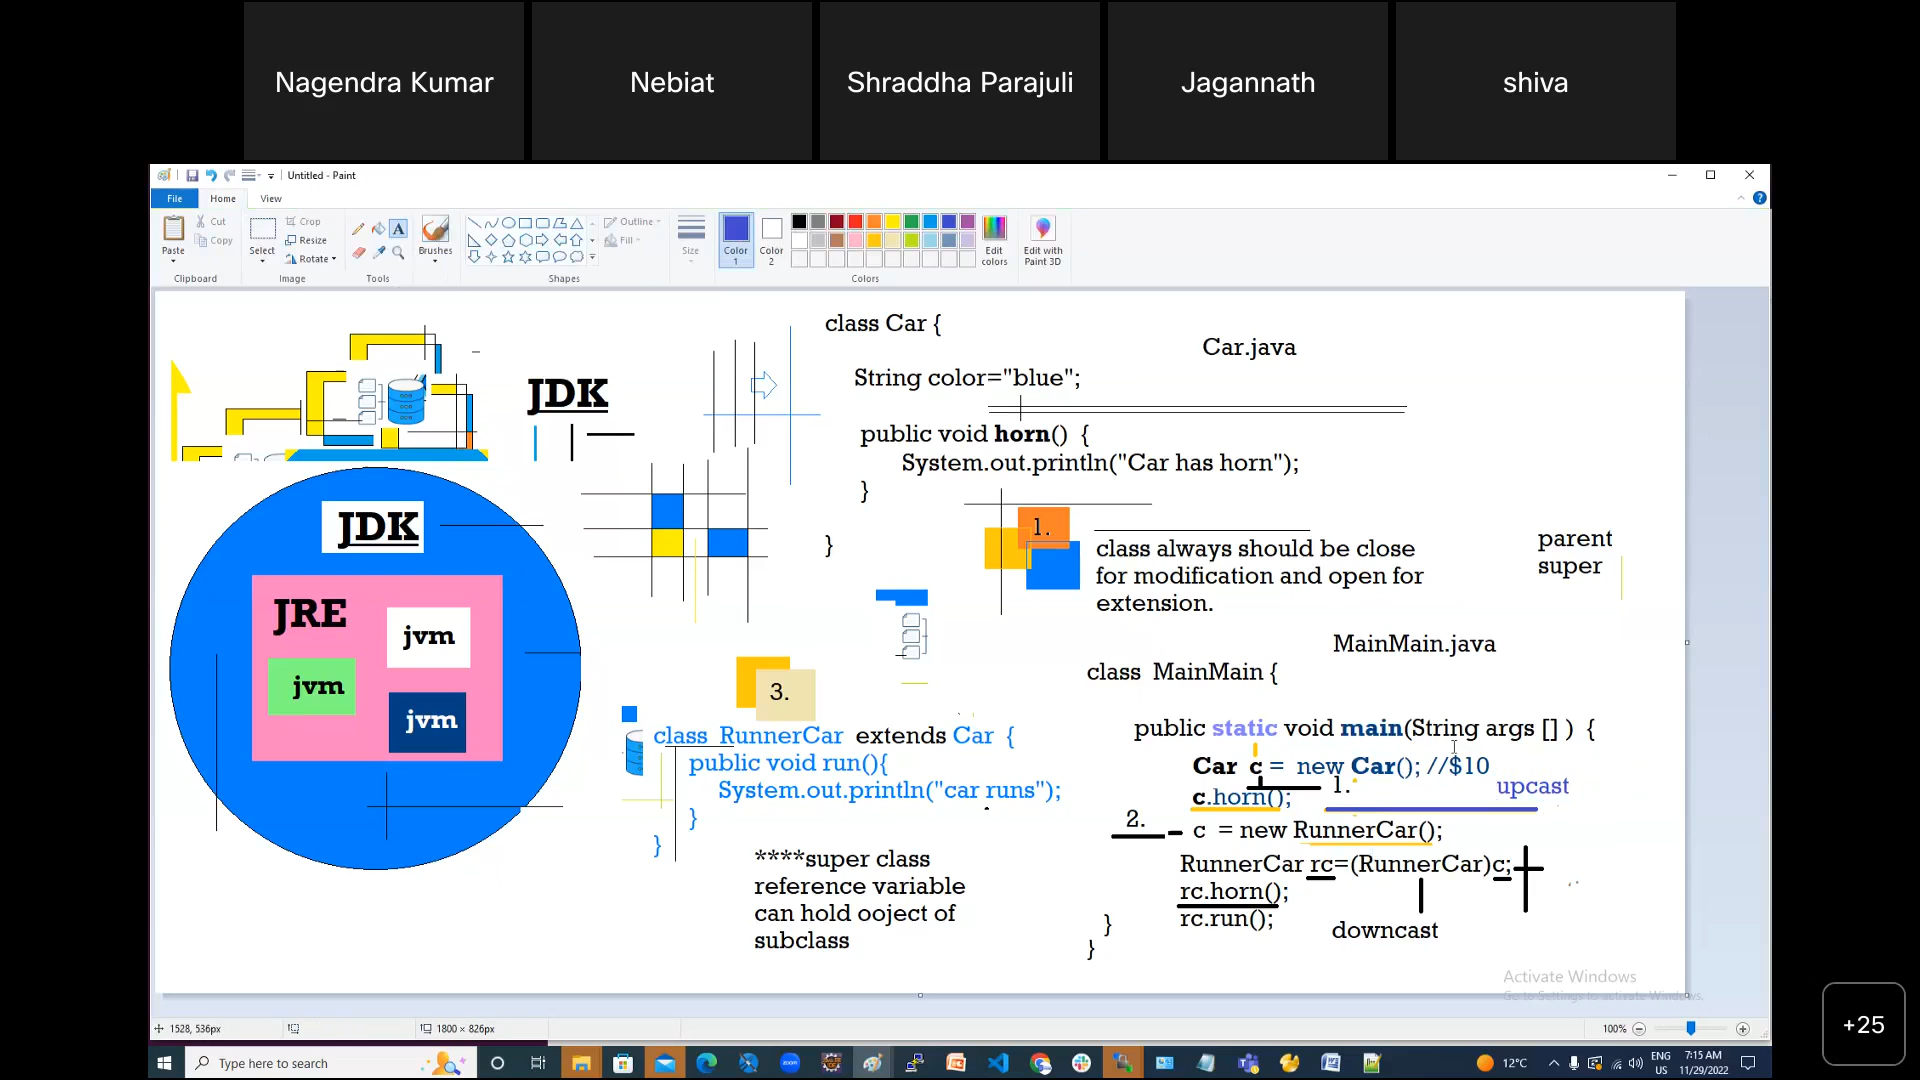 Nagendra Kumar
Nebiat
Shraddha Parajuli
Jagannath
shiva
Untitled - Paint
File
Home
View
Paste
Cut
Copy
Clipboard
Select
Crop
Resize
Rotate
Image
Tools
Brushes
Shapes
Outline
Fill
Size
Color 1
Color 2
Colors
Edit colors
Edit with Paint 3D
JDK
JDK
JRE
jvm
jvm
jvm
class Car {
Car.java
String color="blue";
public void horn() {
System.out.println("Car has horn");
}
}
1.
class always should be close
for modification and open for
extension.
parent
super
3.
class RunnerCar extends Car {
public void run(){
System.out.println("car runs");
}
}
****super class
reference variable
can hold ooject of
subclass
MainMain.java
class MainMain {
public static void main(String args [] ) {
Car c = new Car(); //$10
1.
upcast
c.horn();
2.
c = new RunnerCar();
RunnerCar rc=(RunnerCar)c;
rc.horn();
rc.run();
downcast
}
}
Activate Windows
Go to Settings to activate Windows.
1528, 536px
1800 × 826px
100%
Type here to search
12°C
ENG
US
7:15 AM
11/29/2022
+25